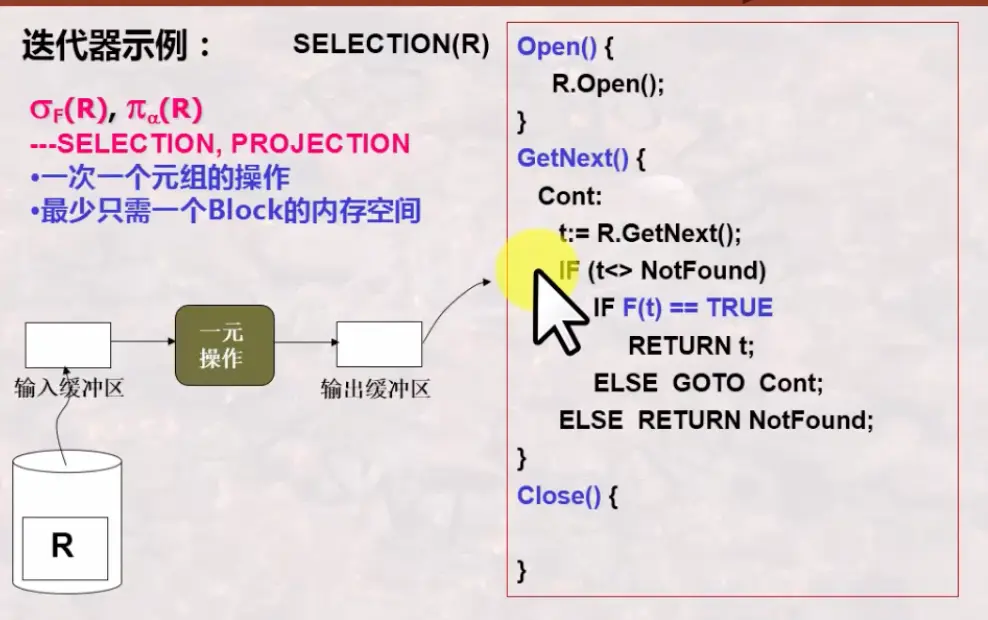 迭代器示例：
SELECTION(R)
σF(R), πα(R)
---SELECTION, PROJECTION
•一次一个元组的操作
•最少只需一个Block的内存空间
一元
操作
输入缓冲区
输出缓冲区
R
Open() {
R.Open();
}
GetNext() {
Cont:
t:= R.GetNext();
IF (t<> NotFound)
IF F(t) == TRUE
RETURN t;
ELSE GOTO Cont;
ELSE RETURN NotFound;
}
Close() {
}